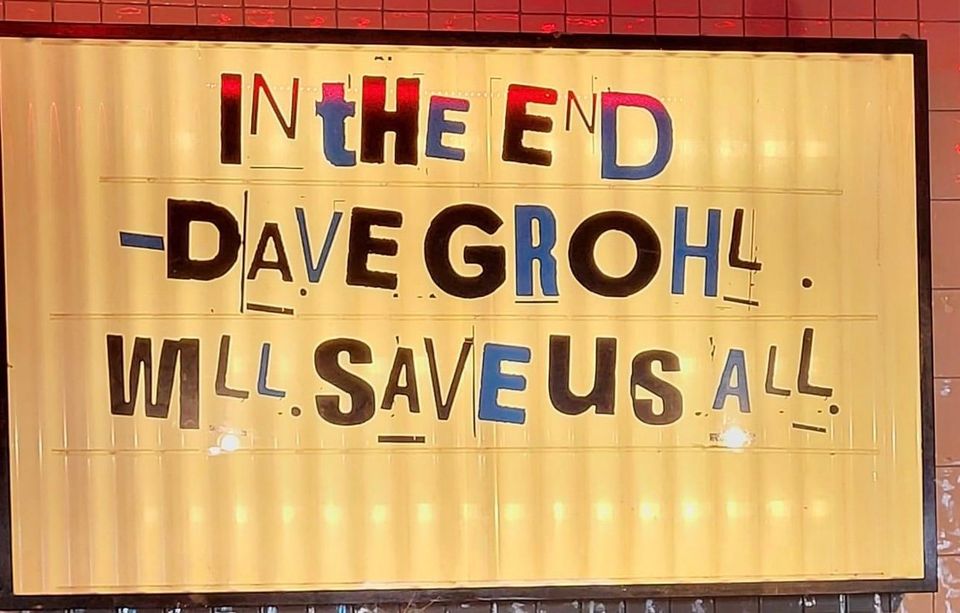 IN tHE END
-DAVE GROHL .
WILL SAVE US ALL.